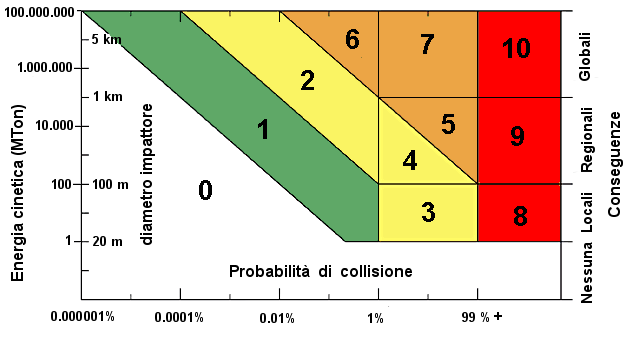 100.000.000
5 km
1.000.000
1 km
10.000
100
100 m
1
20 m
Energia cinetica (MTon)
diametro impattore
0
1
2
3
4
5
6
7
8
9
10
Globali
Regionali
Locali
Nessuna
Conseguenze
Probabilità di collisione
0.000001%
0.0001%
0.01%
1%
99 % +